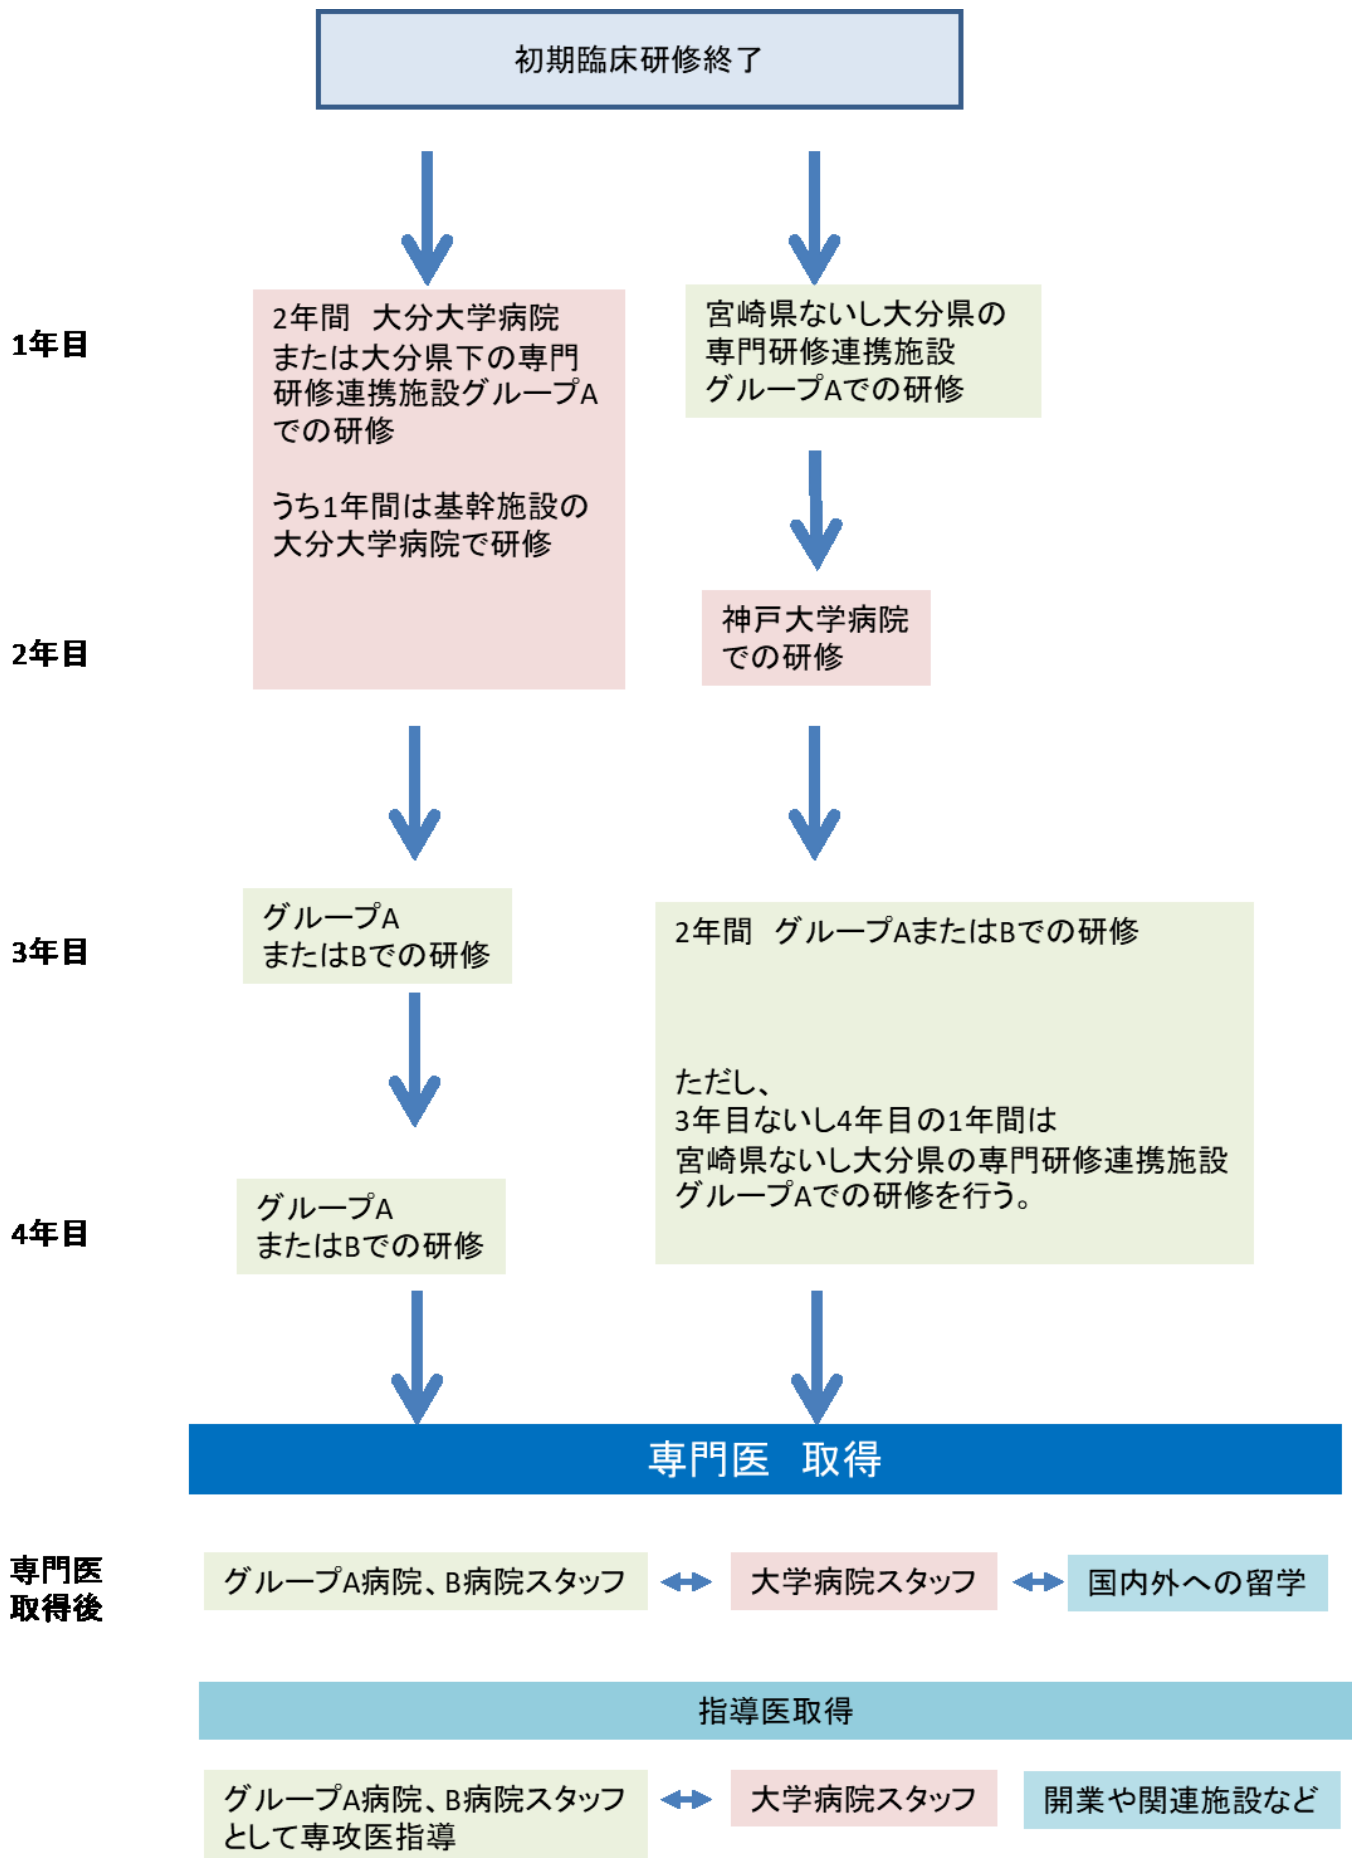 初期臨床研修終了
1年目
2年間 大分大学病院
または大分県下の専門
研修連携施設グループA
での研修
うち1年間は基幹施設の
大分大学病院で研修
宮崎県ないし大分県の
専門研修連携施設
グループAでの研修
2年目
神戸大学病院
での研修
3年目
グループA
またはBでの研修
2年間 グループAまたはBでの研修
ただし、
3年目ないし4年目の1年間は
宮崎県ないし大分県の専門研修連携施設
グループAでの研修を行う。
4年目
グループA
またはBでの研修
専門医 取得
専門医
取得後
グループA病院、B病院スタッフ
大学病院スタッフ
国内外への留学
指導医取得
グループA病院、B病院スタッフ
として専攻医指導
大学病院スタッフ
開業や関連施設など